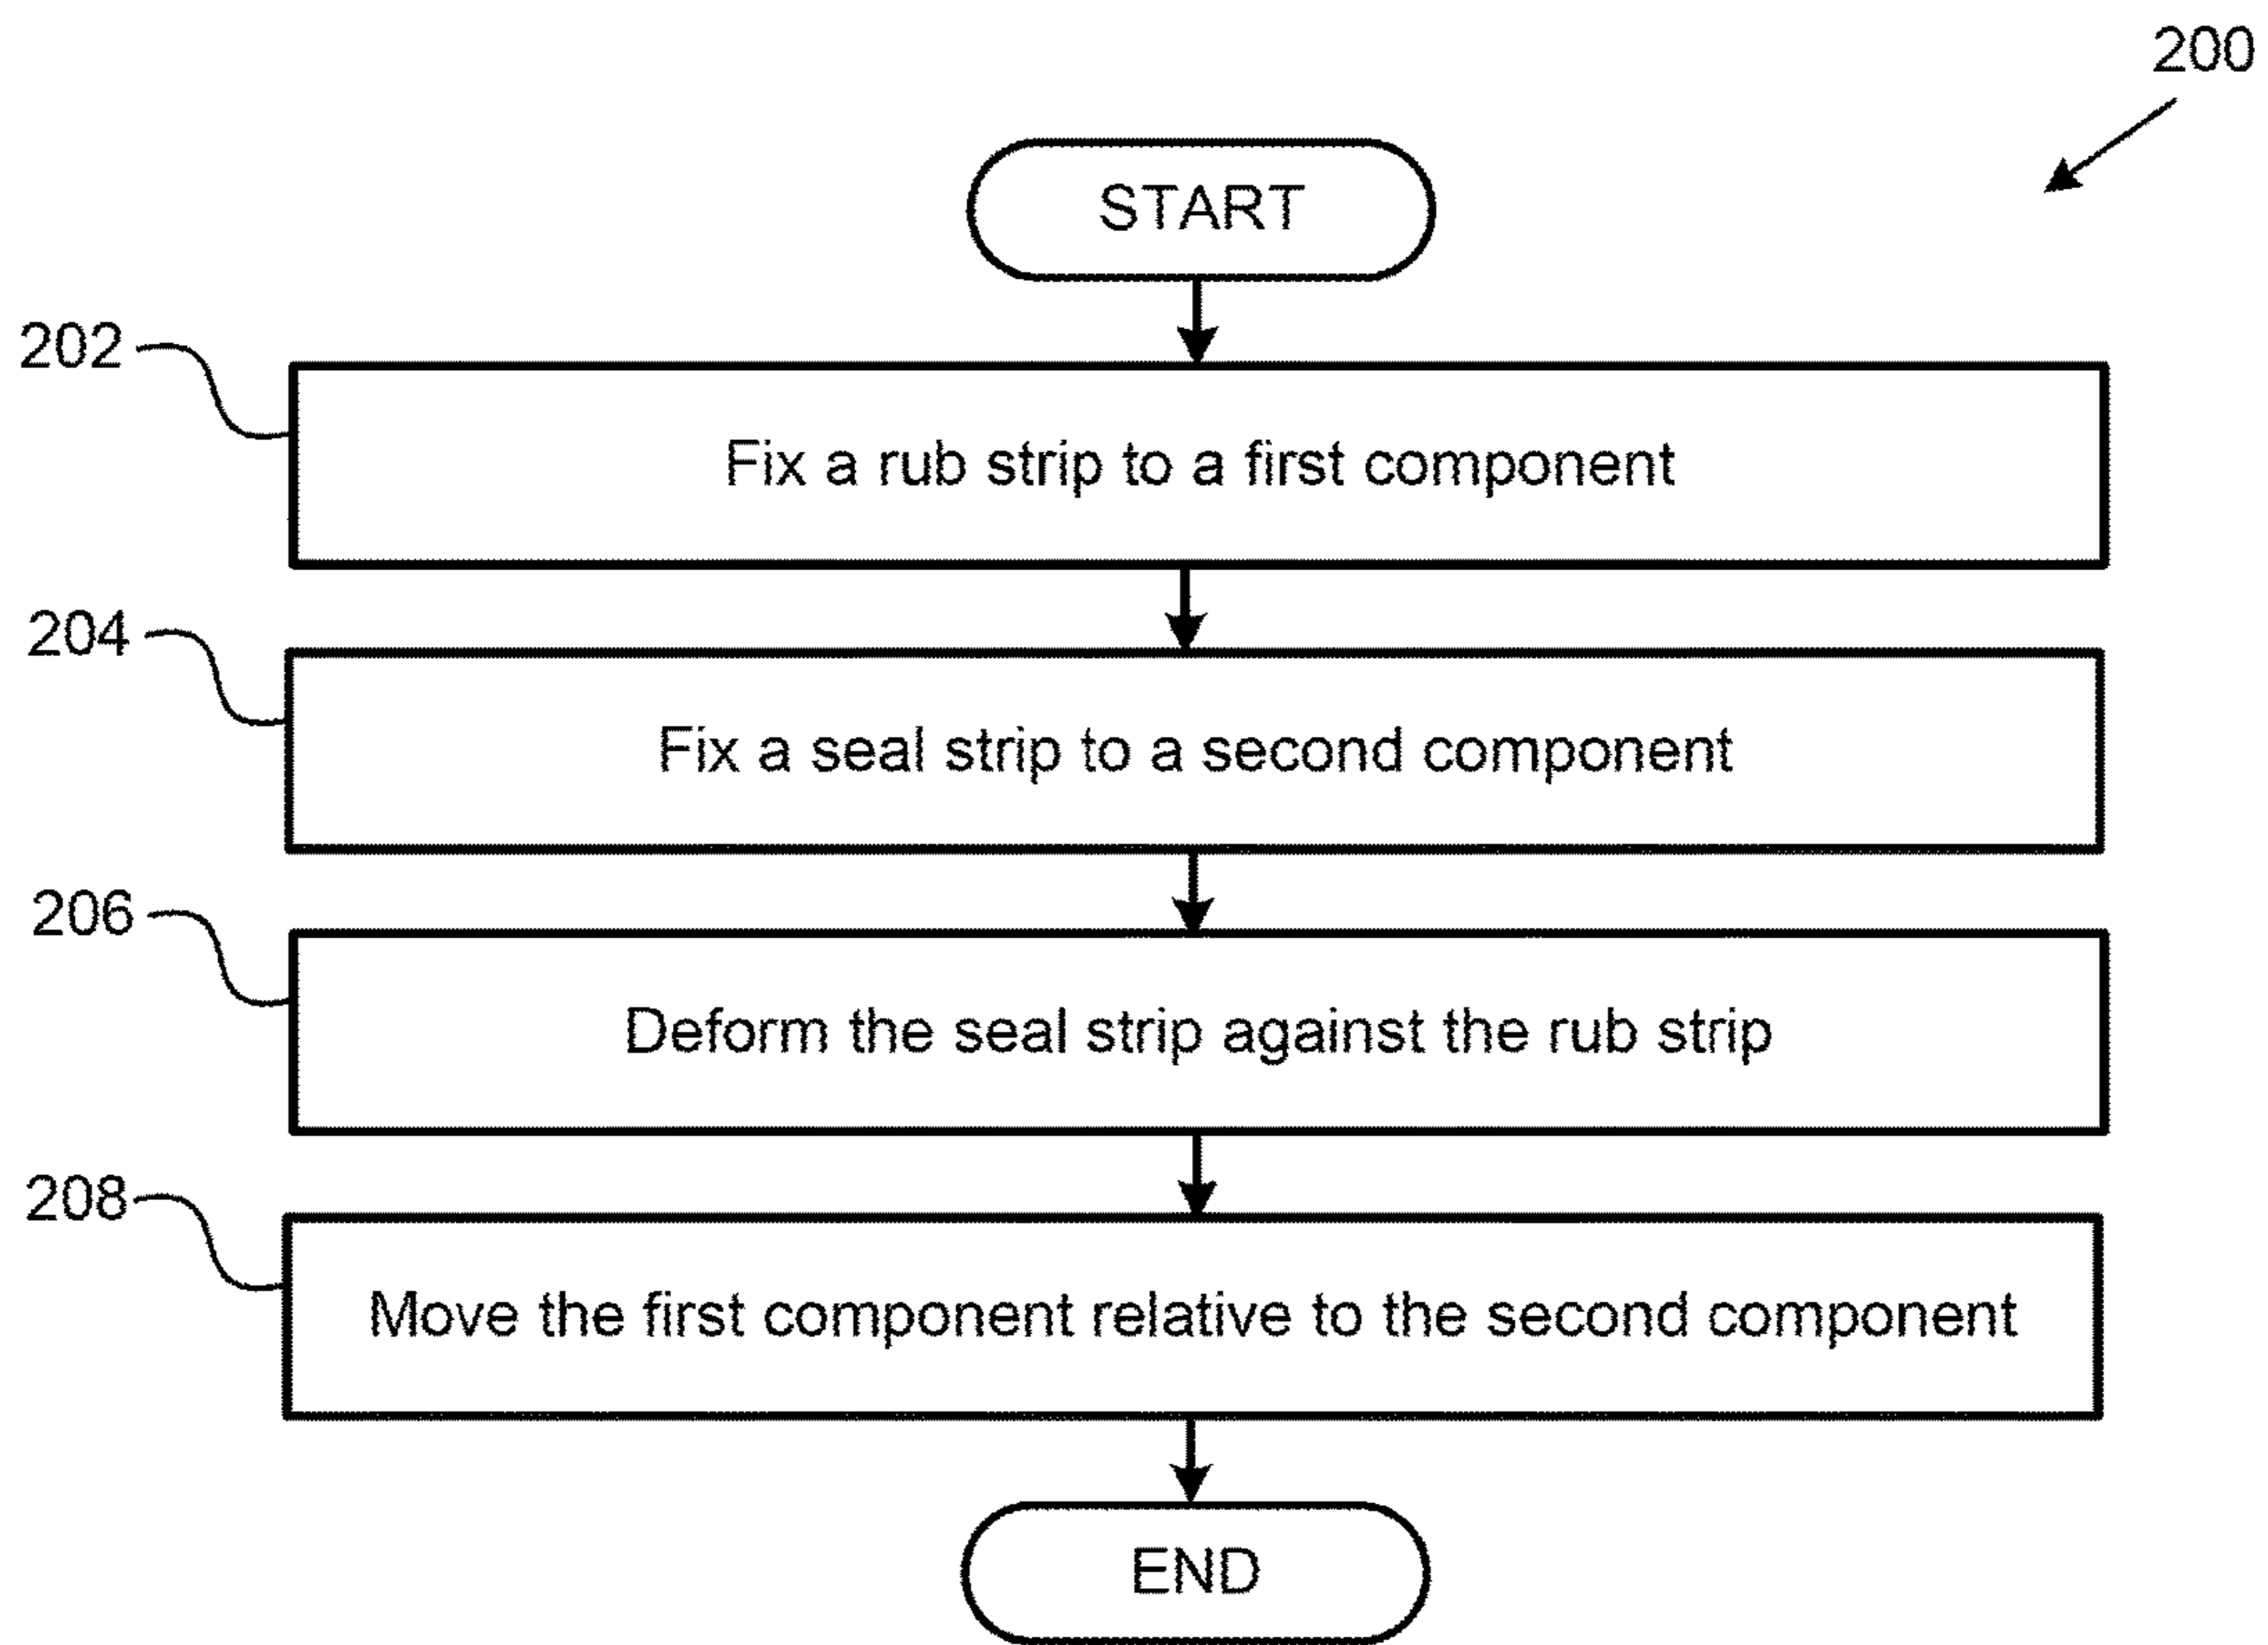 200
START
202
Fix a rub strip to a first component
204
Fix a seal strip to a second component
206
Deform the seal strip against the rub strip
208
Move the first component relative to the second component
END